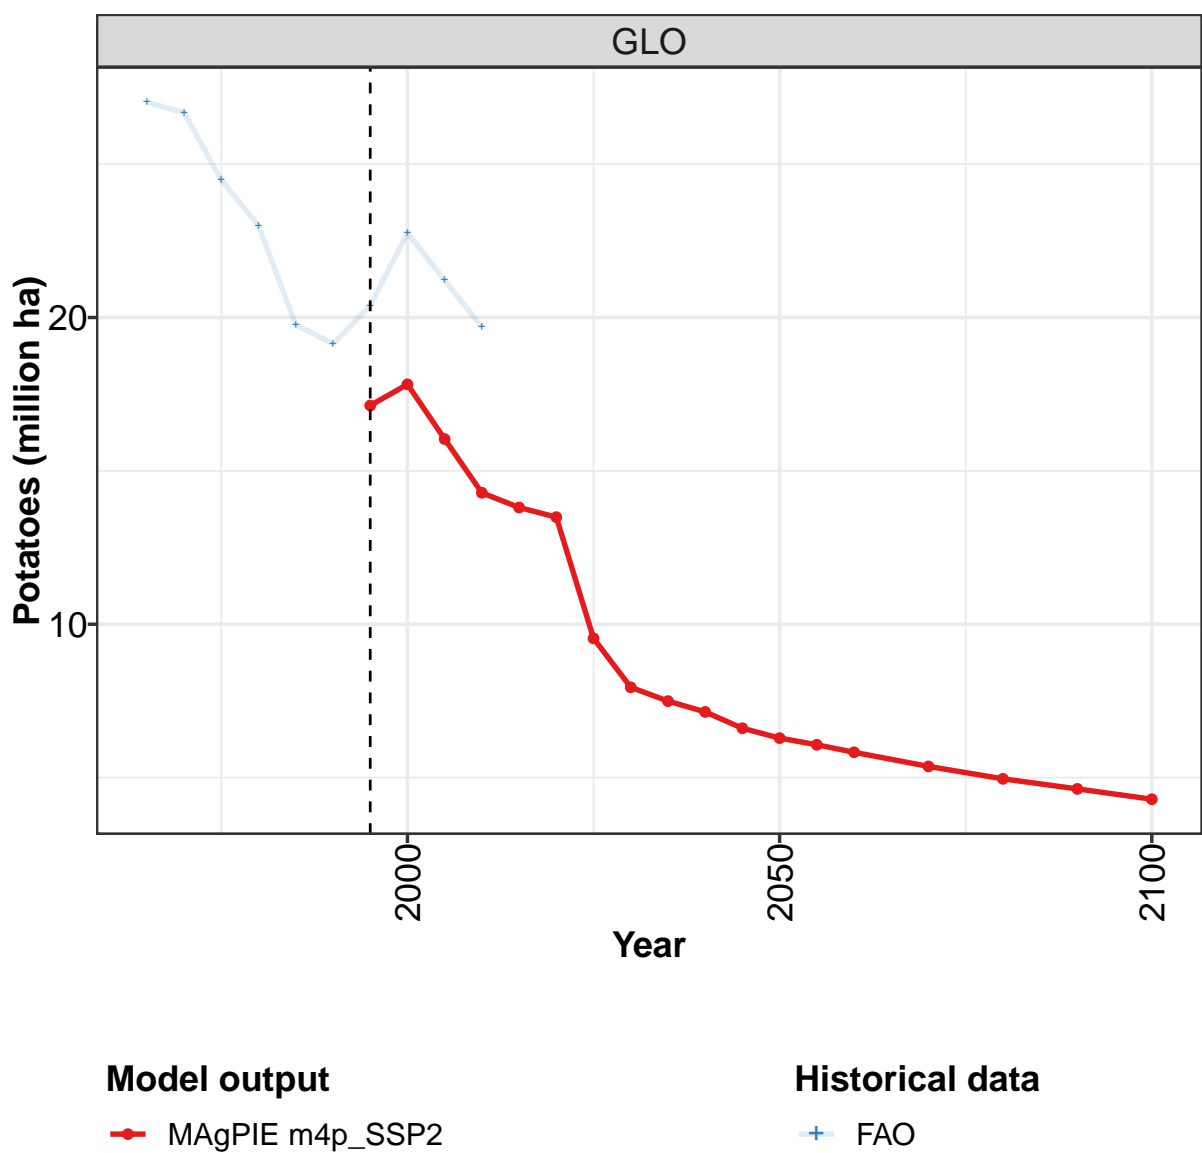 GLO
Potatoes (million ha)
20
10
2000
2050
2100
Year
Model output
Historical data
MAgPIE m4p_SSP2
FAO